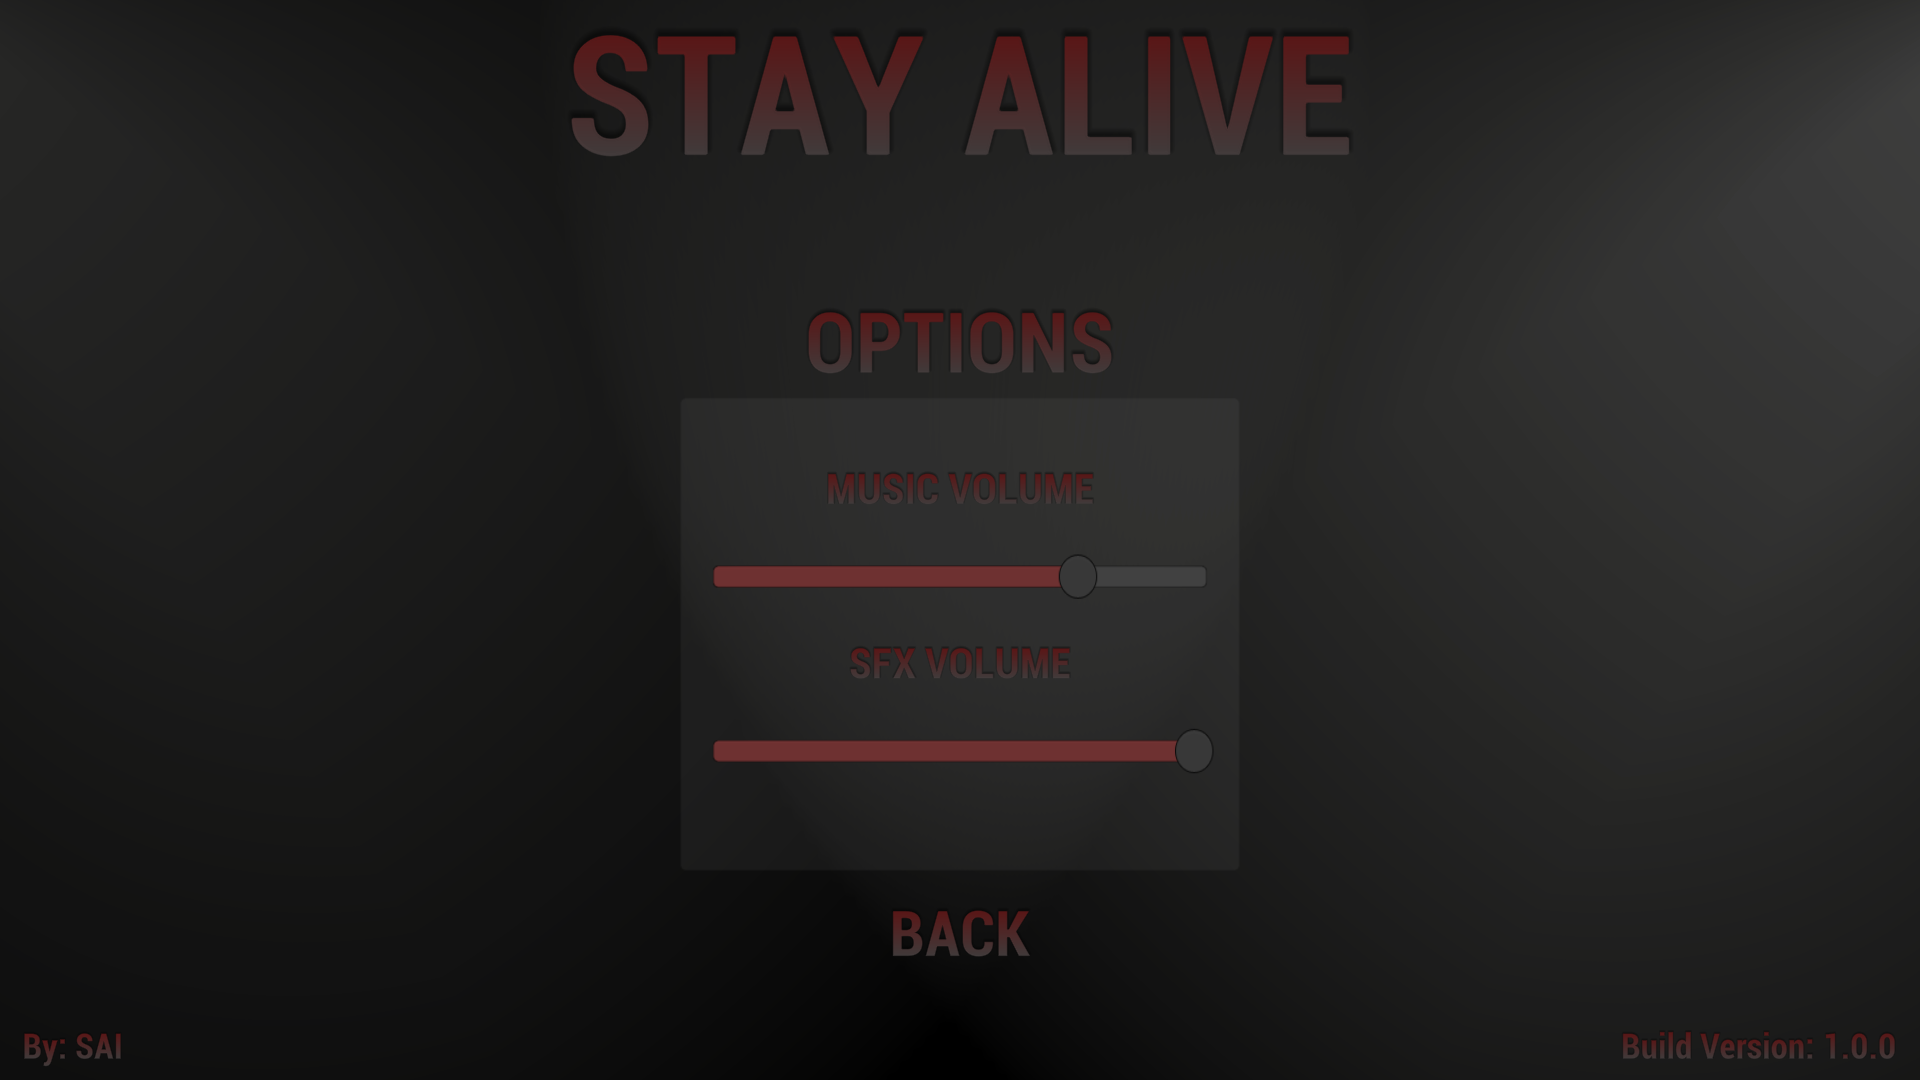 STAY ALIVE
OPTIONS
MUSIC VOLUME
SFX VOLUME
BACK
By: SAI
Build Version: 1.0.0